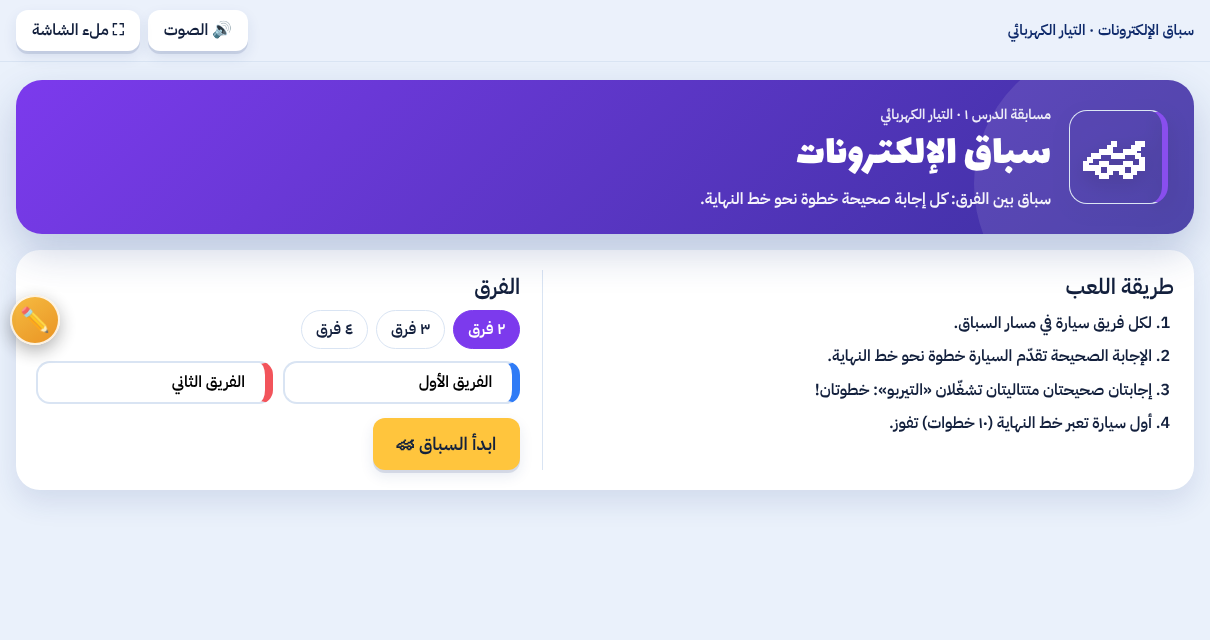 سباق الإلكترونات · التيار الكهربائي
🔊 الصوت
⛶ ملء الشاشة
مسابقة الدرس ١ · التيار الكهربائي
سباق الإلكترونات
سباق بين الفرق: كل إجابة صحيحة خطوة نحو خط النهاية.
طريقة اللعب
1. لكل فريق سيارة في مسار السباق.
2. الإجابة الصحيحة تقدّم السيارة خطوة نحو خط النهاية.
3. إجابتان صحيحتان متتاليتان تشغّلان «التيربو»: خطوتان!
4. أول سيارة تعبر خط النهاية (١٠ خطوات) تفوز.
الفرق
٢ فرق
٣ فرق
٤ فرق
الفريق الأول
الفريق الثاني
ابدأ السباق 🏎